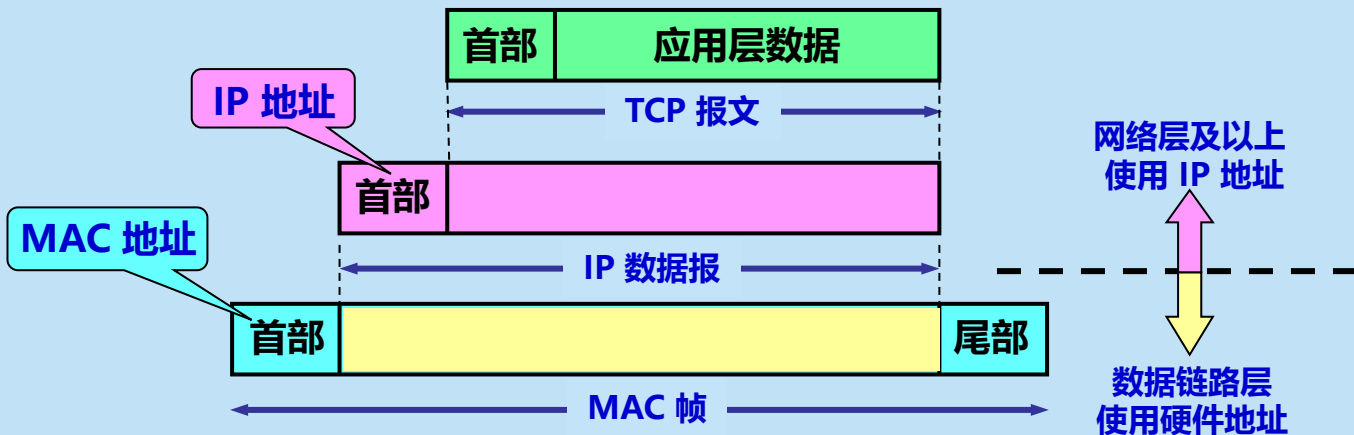 首部
应用层数据
IP 地址
TCP 报文
网络层及以上
使用 IP 地址
首部
MAC 地址
IP 数据报
首部
尾部
数据链路层
使用硬件地址
MAC 帧